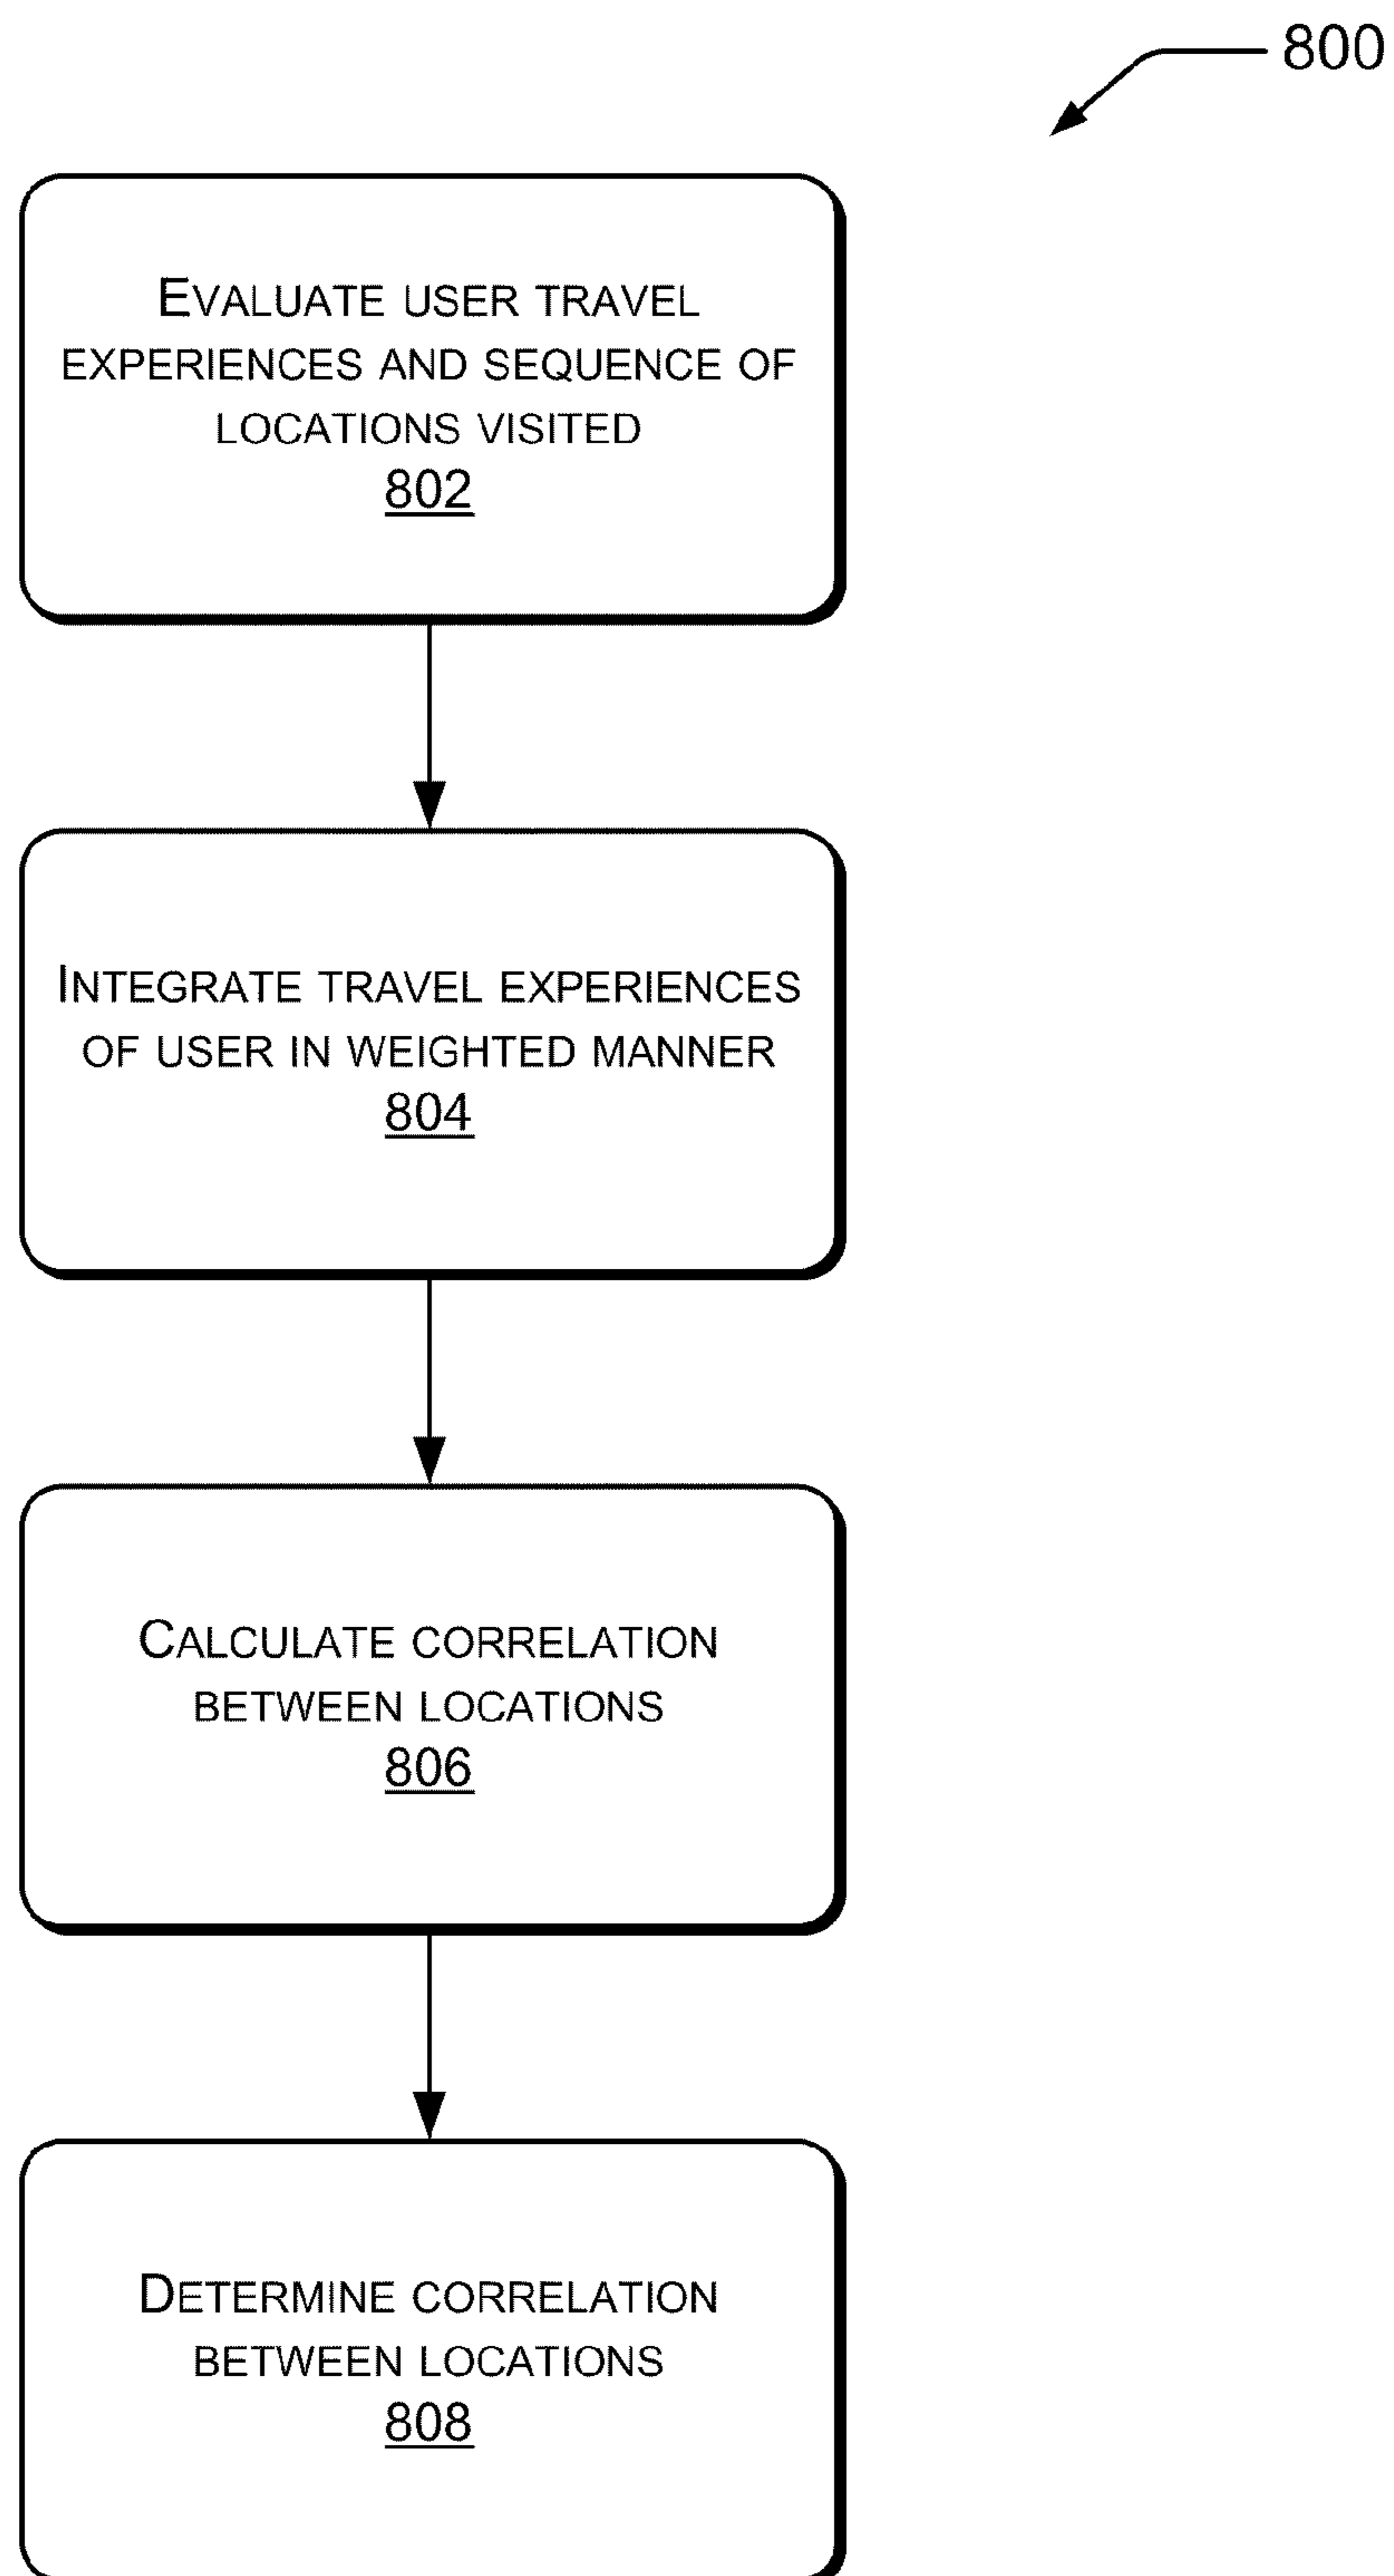 800
EVALUATE USER TRAVEL
EXPERIENCES AND SEQUENCE OF
LOCATIONS VISITED
802
INTEGRATE TRAVEL EXPERIENCES
OF USER IN WEIGHTED MANNER
804
CALCULATE CORRELATION
BETWEEN LOCATIONS
806
DETERMINE CORRELATION
BETWEEN LOCATIONS
808